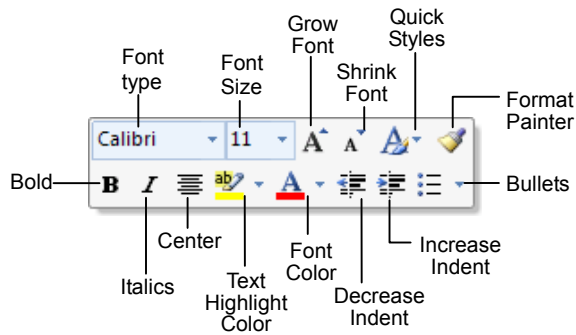 Font
type
Font
Size
Grow
Font
Shrink
Font
Quick
Styles
Format
Painter
Calibri
11
A
A
A
Bold
B
I
ab
A
Bullets
Center
Italics
Text
Highlight
Color
Font
Color
Decrease
Indent
Increase
Indent